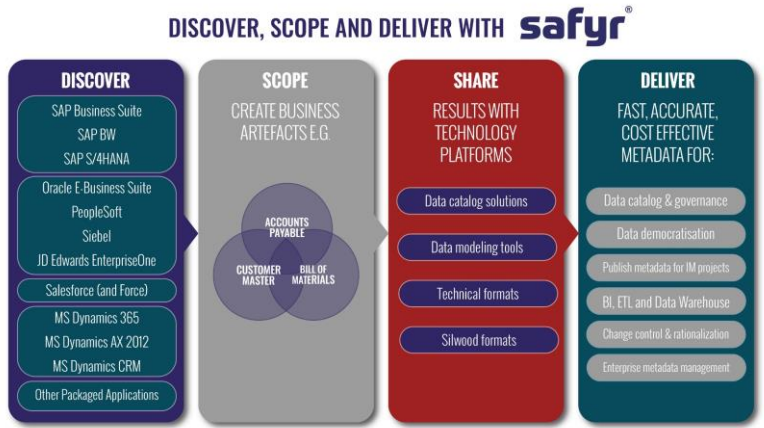 DISCOVER, SCOPE AND DELIVER WITH safyr®
DISCOVER
SAP Business Suite
SAP BW
SAP S/4HANA
Oracle E-Business Suite
PeopleSoft
Siebel
JD Edwards EnterpriseOne
Salesforce (and Force)
MS Dynamics 365
MS Dynamics AX 2012
MS Dynamics CRM
Other Packaged Applications
SCOPE
CREATE BUSINESS
ARTEFACTS E.G.
ACCOUNTS
PAYABLE
CUSTOMER
MASTER
BILL OF
MATERIALS
SHARE
RESULTS WITH
TECHNOLOGY
PLATFORMS
Data catalog solutions
Data modeling tools
Technical formats
Silwood formats
DELIVER
FAST, ACCURATE,
COST EFFECTIVE
METADATA FOR:
Data catalog & governance
Data democratisation
Publish metadata for IM projects
BI, ETL and Data Warehouse
Change control & rationalization
Enterprise metadata management